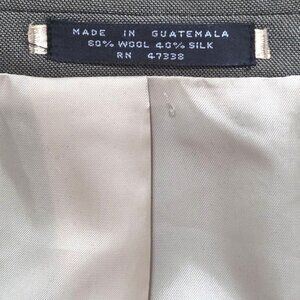 MADE IN GUATEMALA
60% WOOL 40% SILK
RN 47338